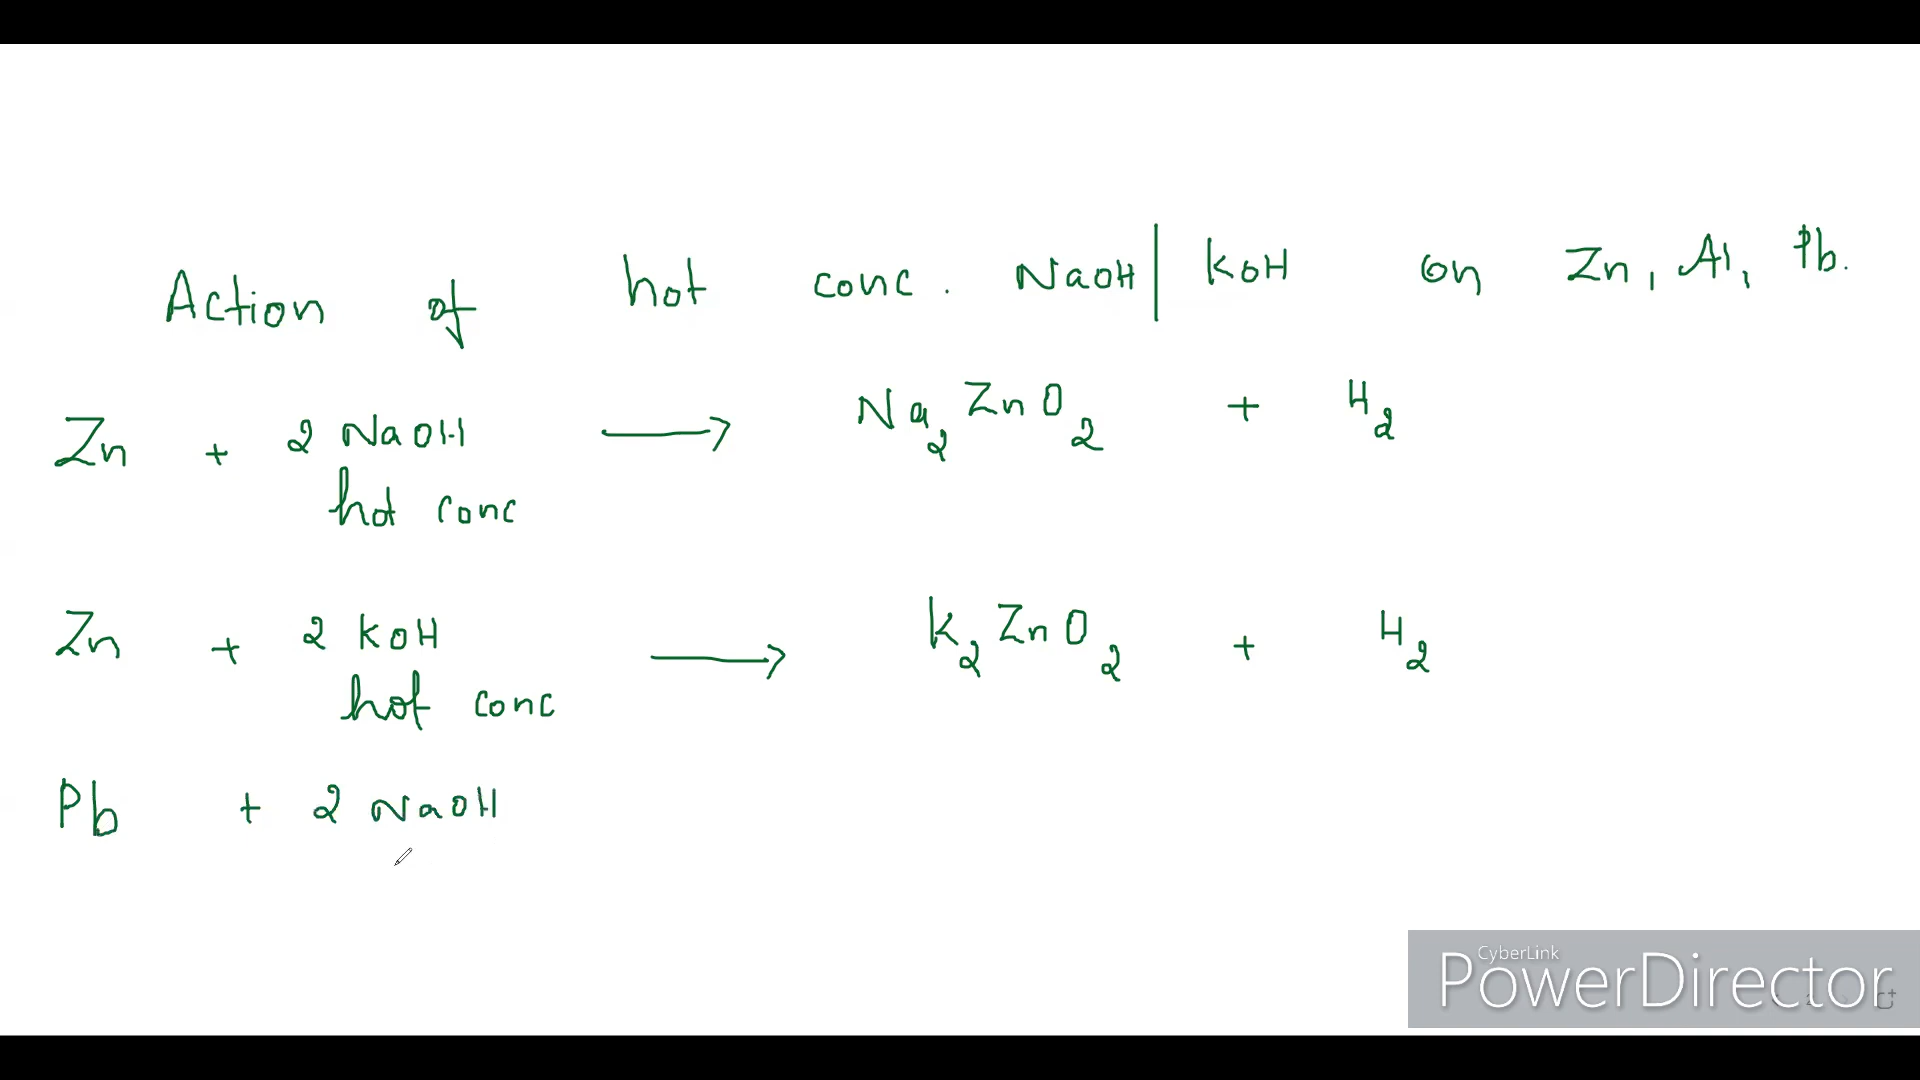 Action of hot conc. NaOH | KOH on Zn, Al, Pb.
Zn + 2 NaOH → Na2ZnO2 + H2
hot conc
Zn + 2 KOH → K2ZnO2 + H2
hot conc
Pb + 2 NaOH
CyberLink
PowerDirector